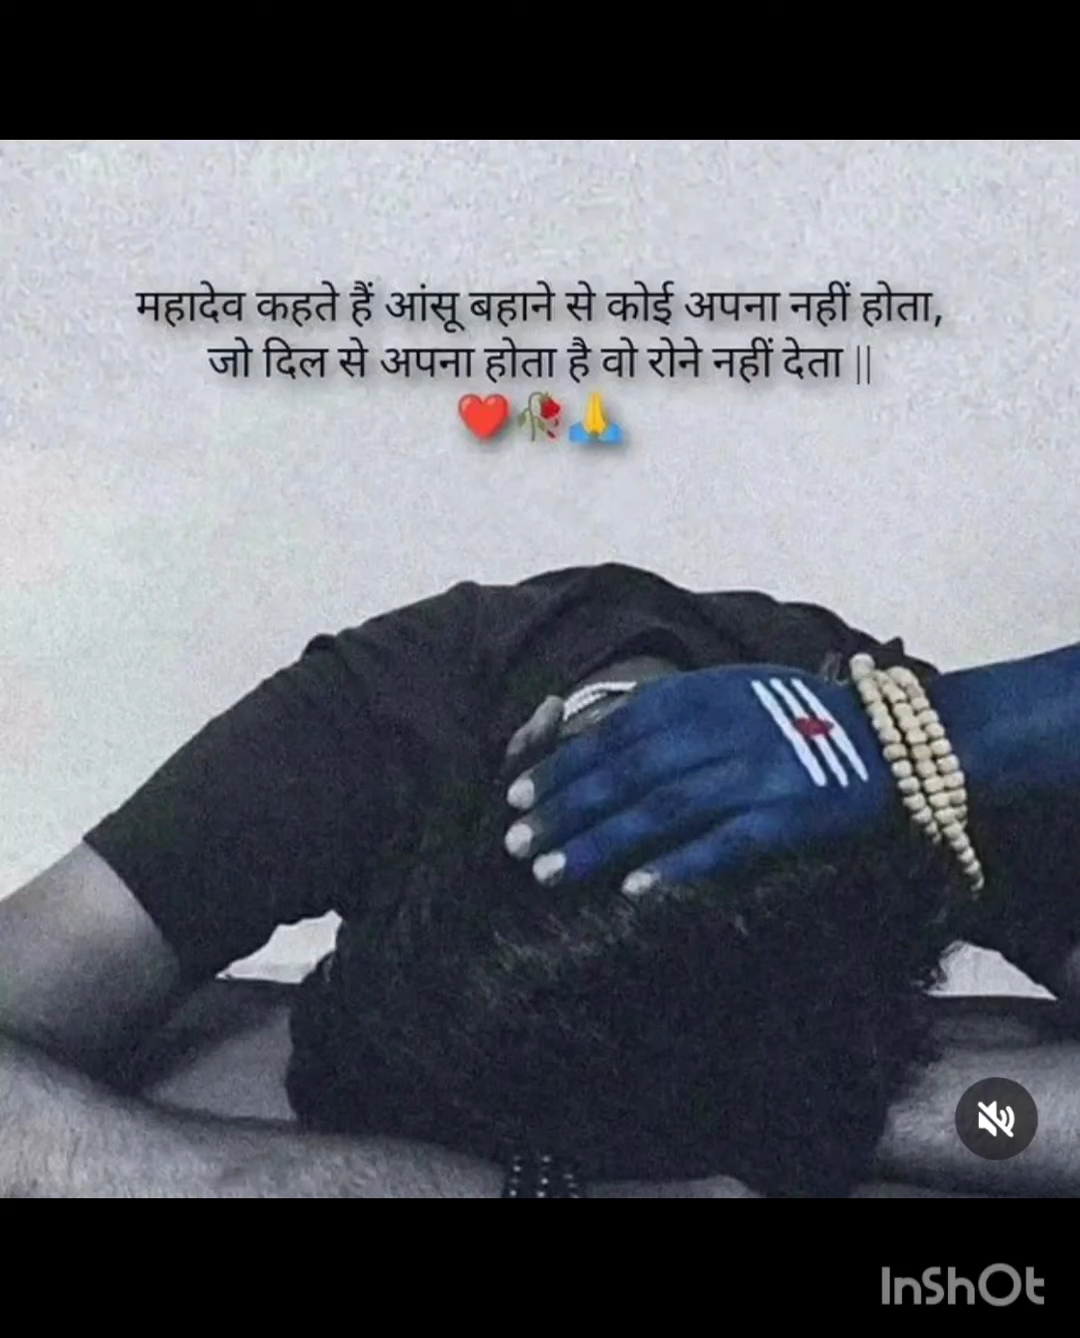 महादेव कहते हैं आंसू बहाने से कोई अपना नहीं होता,
जो दिल से अपना होता है वो रोने नहीं देता ||
❤️🥀🙏
InShOt